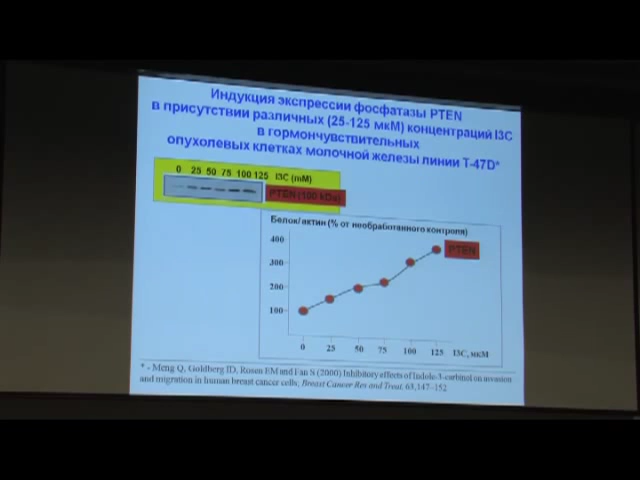 Индукция экспрессии фосфатазы PTEN
в присутствии различных (25-125 мкМ) концентраций I3C
в гормончувствительных
опухолевых клетках молочной железы линии T-47D*
0 25 50 75 100 125 I3C (mM)
PTEN (100 kDa)
Белок/актин (% от необработанного контроля)
400
300
200
100
PTEN
0 25 50 75 100 125 I3C, мкМ
* - Meng Q, Goldberg ID, Rosen EM and Fan S (2000) Inhibitory effects of Indole-3-carbinol on invasion
and migration in human breast cancer cells; Breast Cancer Res and Treat. 63,147-152